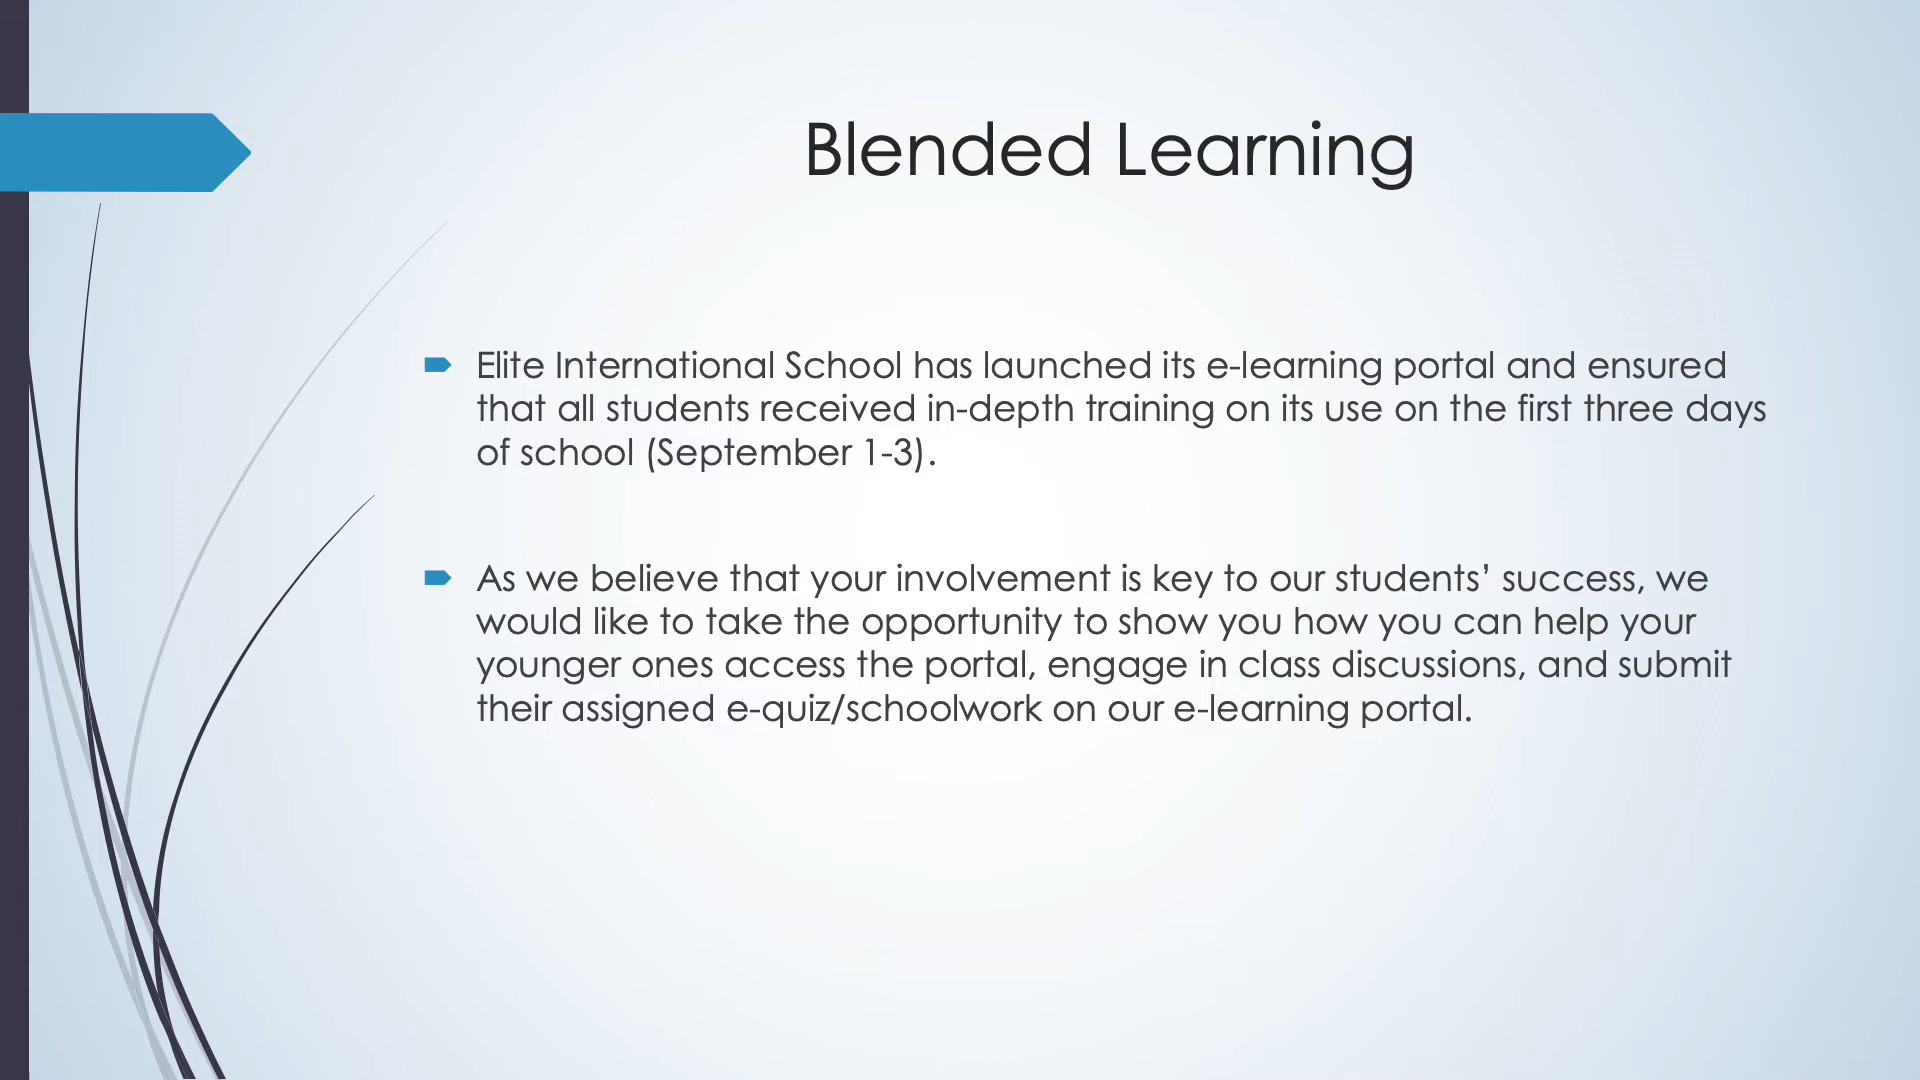 Blended Learning
Elite International School has launched its e-learning portal and ensured
that all students received in-depth training on its use on the first three days
of school (September 1-3).
As we believe that your involvement is key to our students’ success, we
would like to take the opportunity to show you how you can help your
younger ones access the portal, engage in class discussions, and submit
their assigned e-quiz/schoolwork on our e-learning portal.